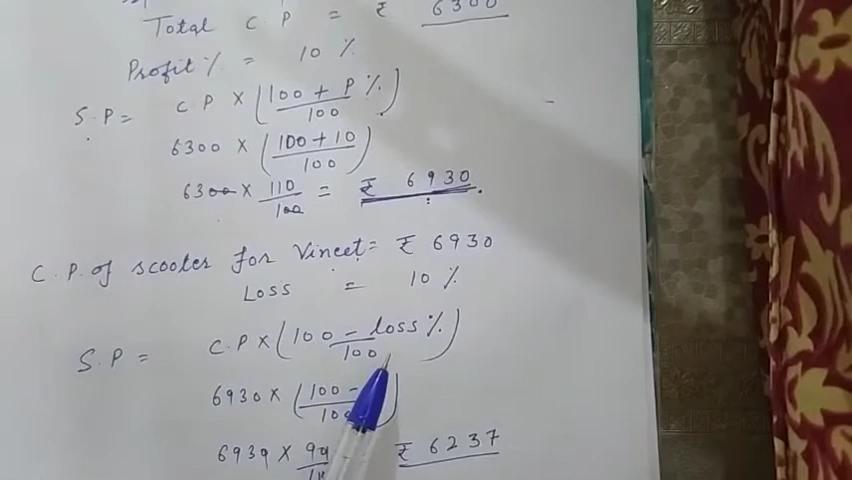 Total C P = ₹ 6300
Profit % = 10 %
S.P = C P × (100 + P % / 100)
6300 × (100 + 10 / 100)
6300 × 110 / 100 = ₹ 6930
C.P. of scooter for Vineet = ₹ 6930
Loss = 10 %
S.P = C.P × (100 - loss % / 100)
6930 × (100 -
6930 × 90 ₹ 6237